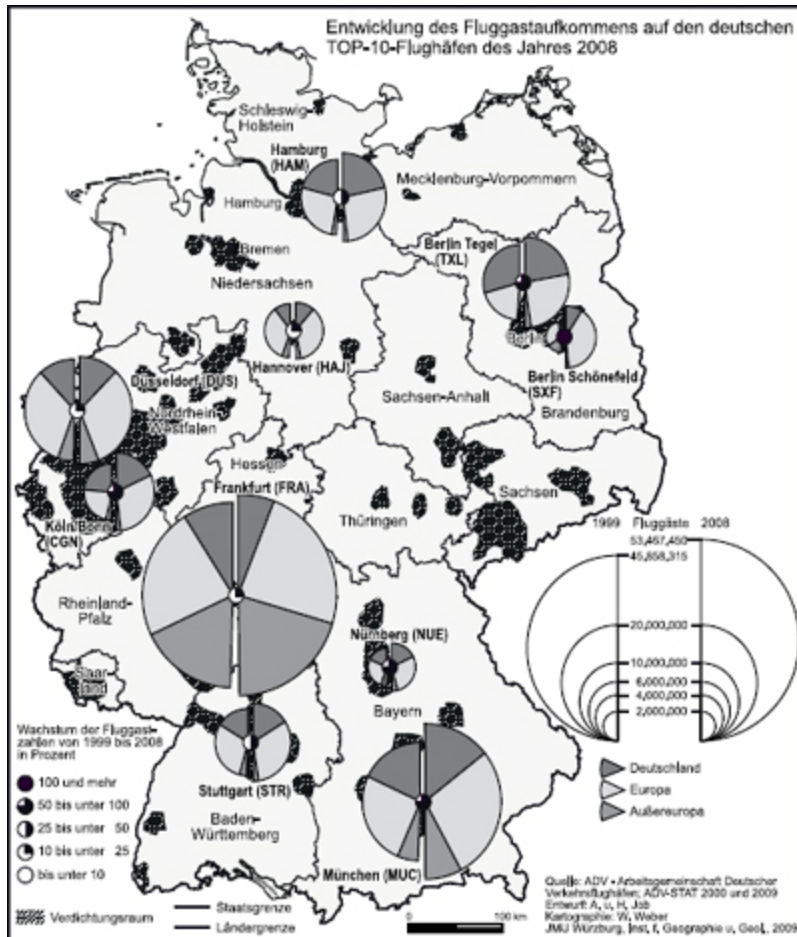 Entwicklung des Fluggastaufkommens auf den deutschen
TOP-10-Flughäfen des Jahres 2008
Schleswig-
Holstein
Hamburg
(HAM)
Mecklenburg-Vorpommern
Hamburg
Bremen
Berlin Tegel
(TXL)
Niedersachsen
Berlin
Hannover (HAJ)
Düsseldorf (DUS)
Sachsen-Anhalt
Berlin Schönefeld
(SXF)
Brandenburg
Nordrhein-
Westfalen
Hessen
Frankfurt (FRA)
Sachsen
Thüringen
Köln/Bonn
(CGN)
1999 Fluggäste 2008
53,467,450
45,858,315
20,000,000
10,000,000
6,000,000
4,000,000
2,000,000
Rheinland-
Pfalz
Nürnberg (NUE)
Saar-
land
Bayern
Wachstum der Fluggast-
zahlen von 1999 bis 2008
in Prozent
100 und mehr
50 bis unter 100
25 bis unter 50
10 bis unter 25
bis unter 10
Stuttgart (STR)
Baden-
Württemberg
München (MUC)
Deutschland
Europa
Außereuropa
Verdichtungsraum
Staatsgrenze
Ländergrenze
0
100 km
Quelle: ADV - Arbeitsgemeinschaft Deutscher
Verkehrsflughäfen; ADV-STAT 2000 und 2009
Entwurf: A, u, H, Job
Kartographie: W, Weber
JMU Würzburg, Inst, f, Geographie u, Geol,, 2009